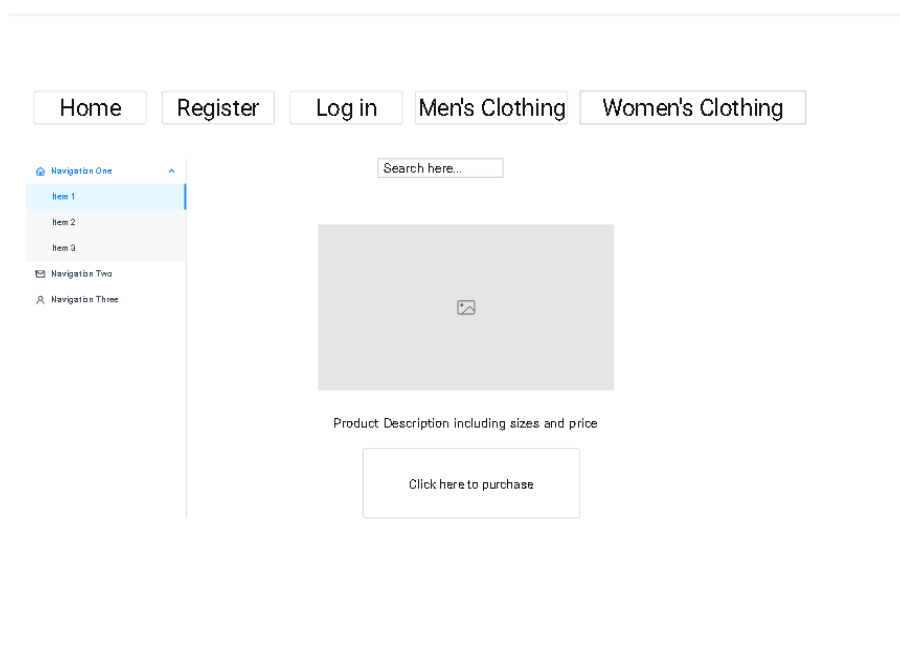 Home
Register
Log in
Men's Clothing
Women's Clothing
Navigation One
Item 1
Item 2
Item 3
Navigation Two
Navigation Three
Search here...
Product Description including sizes and price
Click here to purchase